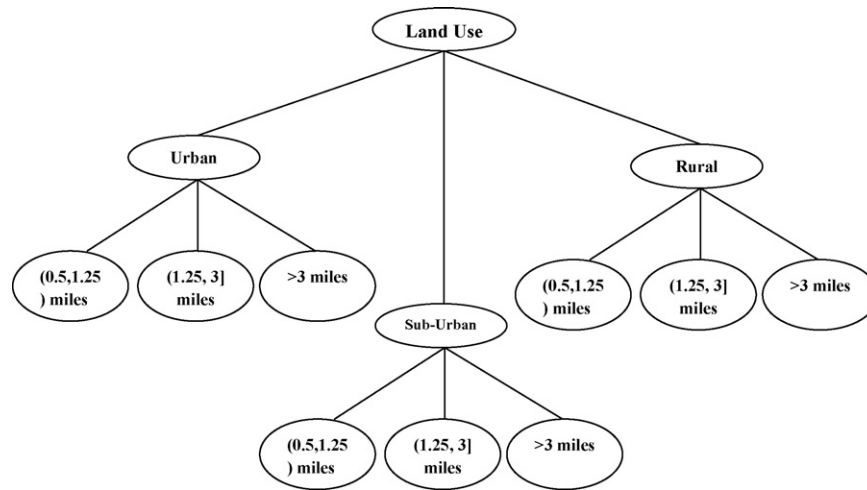 Land Use
Urban
Rural
(0.5,1.25
) miles
(1.25, 3]
miles
>3 miles
(0.5,1.25
) miles
(1.25, 3]
miles
>3 miles
Sub-Urban
(0.5,1.25
) miles
(1.25, 3]
miles
>3 miles